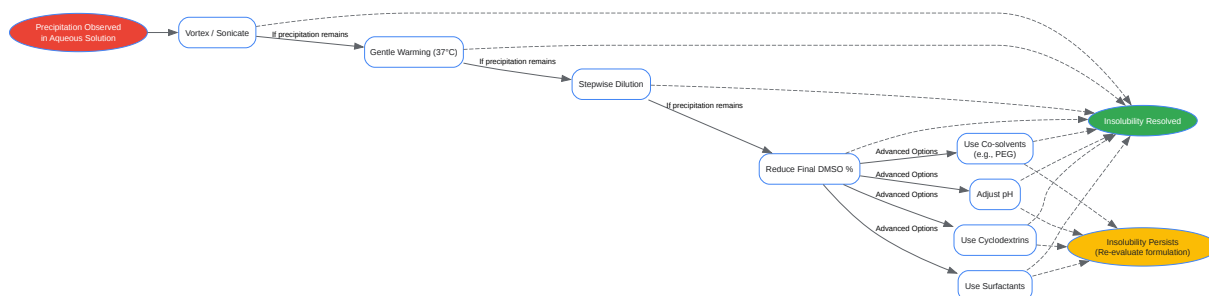 Precipitation Observed
in Aqueous Solution
Vortex / Sonicate
If precipitation remains
Gentle Warming (37°C)
If precipitation remains
Stepwise Dilution
If precipitation remains
Reduce Final DMSO %
Advanced Options
Advanced Options
Advanced Options
Advanced Options
Use Co-solvents
(e.g., PEG)
Adjust pH
Use Cyclodextrins
Use Surfactants
Insolubility Resolved
Insolubility Persists
(Re-evaluate formulation)